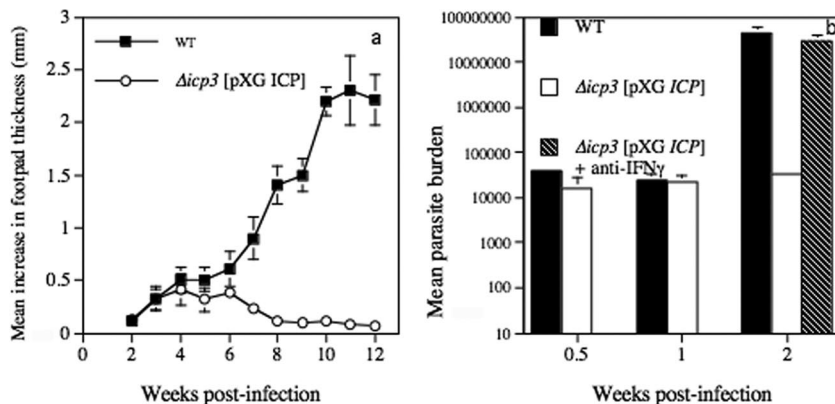 a
WT
Δicp3 [pXG ICP]
Mean increase in footpad thickness (mm)
3
2.5
2
1.5
1
0.5
0
0 2 4 6 8 10 12
Weeks post-infection
b
WT
Δicp3 [pXG ICP]
Δicp3 [pXG ICP]
+ anti-IFNγ
Mean parasite burden
100000000
10000000
1000000
100000
10000
1000
100
10
0.5 1 2
Weeks post-infection